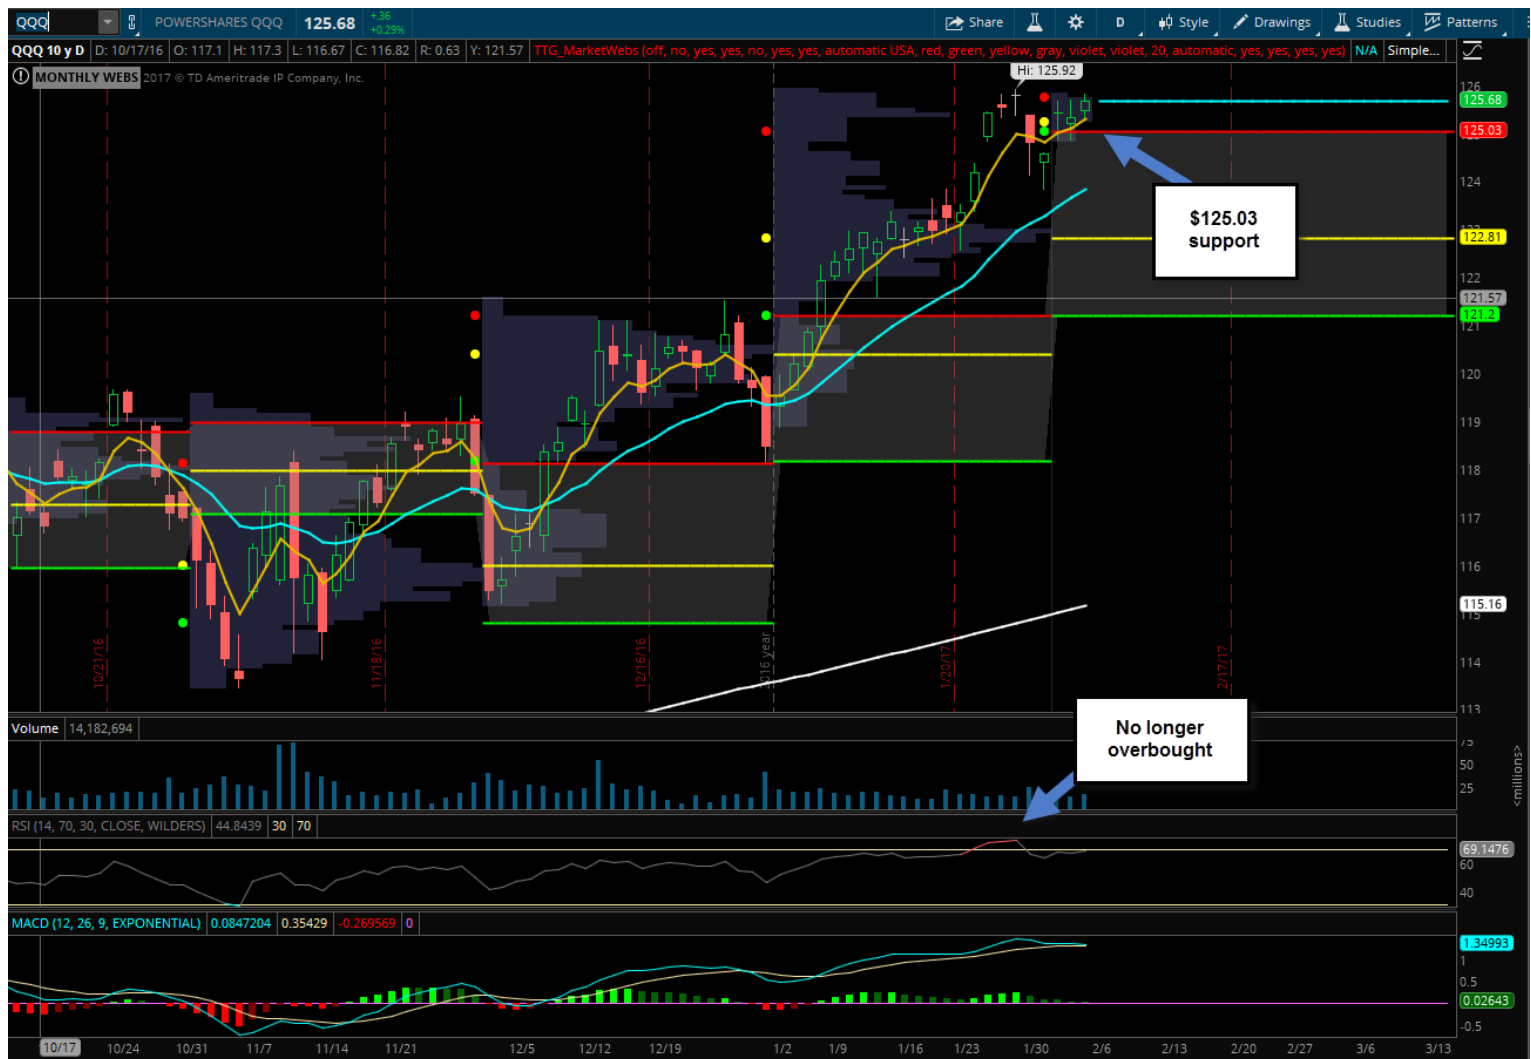 QQQ POWERSHARES QQQ 125.68 +.36 +0.29% Share D Style Drawings Studies Patterns
QQQ 10 y D D: 10/17/16 O: 117.1 H: 117.3 L: 116.67 C: 116.82 R: 0.63 Y: 121.57 TTG_MarketWebs (off, no, yes, yes, no, yes, yes, automatic USA, red, green, yellow, gray, violet, violet, 20, automatic, yes, yes, yes, yes) N/A Simple...
MONTHLY WEBS 2017 © TD Ameritrade IP Company, Inc.
Hi: 125.92
126
125.68
125.03
124
122.81
122
121.57
121.2
121
120
119
118
117
116
115.16
115
114
113
$125.03
support
10/21/16
11/18/16
12/16/16
2016 year
1/20/17
2/17/17
No longer
overbought
Volume 14,182,694
75
50
25
<millions>
RSI (14, 70, 30, CLOSE, WILDERS) 44.8439 30 70
69.1476
60
40
MACD (12, 26, 9, EXPONENTIAL) 0.0847204 0.35429 -0.269569 0
1.34993
1
0.5
0.02643
-0.5
10/17 10/24 10/31 11/7 11/14 11/21 12/5 12/12 12/19 1/2 1/9 1/16 1/23 1/30 2/6 2/13 2/20 2/27 3/6 3/13